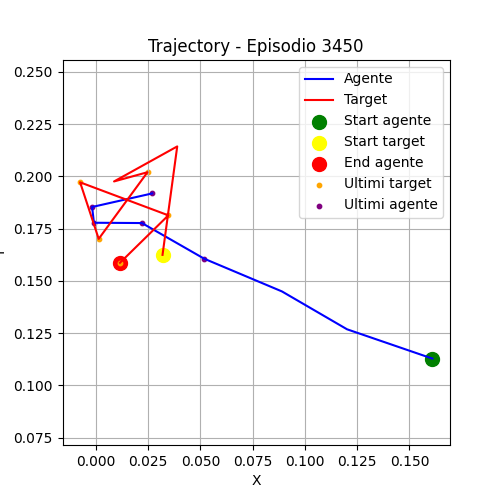 Trajectory - Episodio 3450
Agente
Target
Start agente
Start target
End agente
Ultimi target
Ultimi agente
0.250
0.225
0.200
0.175
0.150
0.125
0.100
0.075
0.000
0.025
0.050
0.075
0.100
0.125
0.150
X